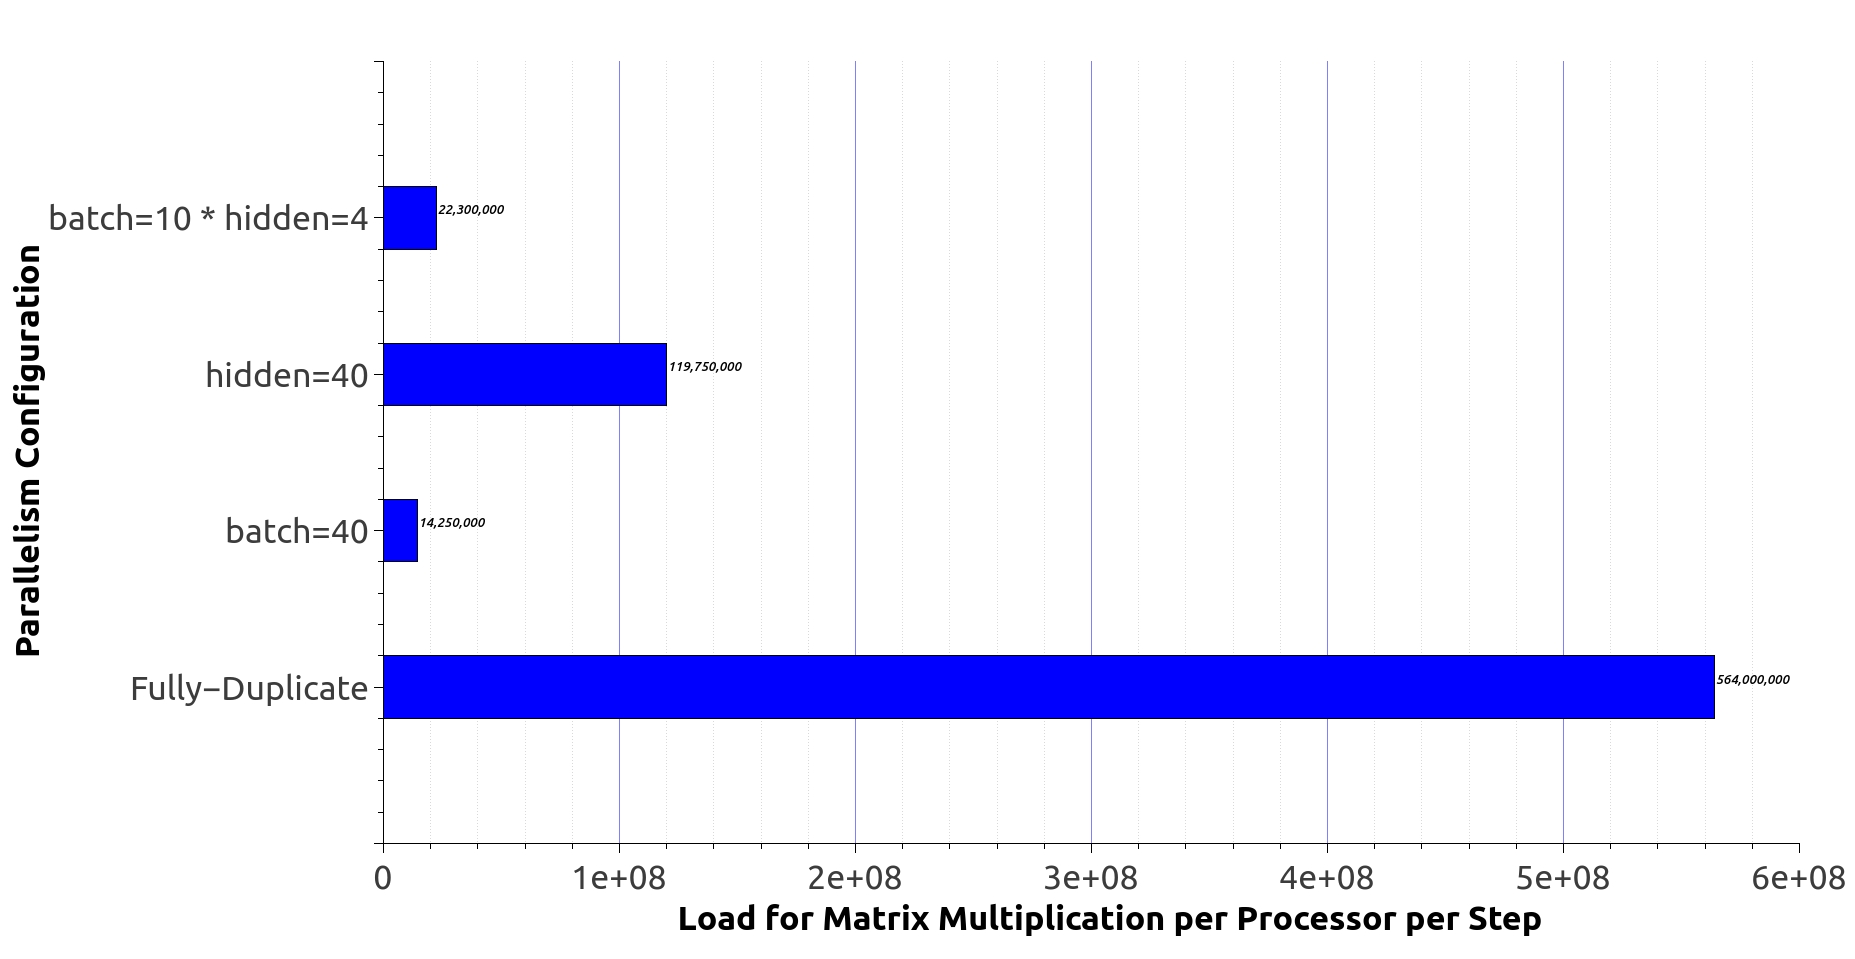 Parallelism Configuration
batch=10 * hidden=4
22,300,000
hidden=40
119,750,000
batch=40
14,250,000
Fully−Duplicate
564,000,000
0 1e+08 2e+08 3e+08 4e+08 5e+08 6e+08
Load for Matrix Multiplication per Processor per Step